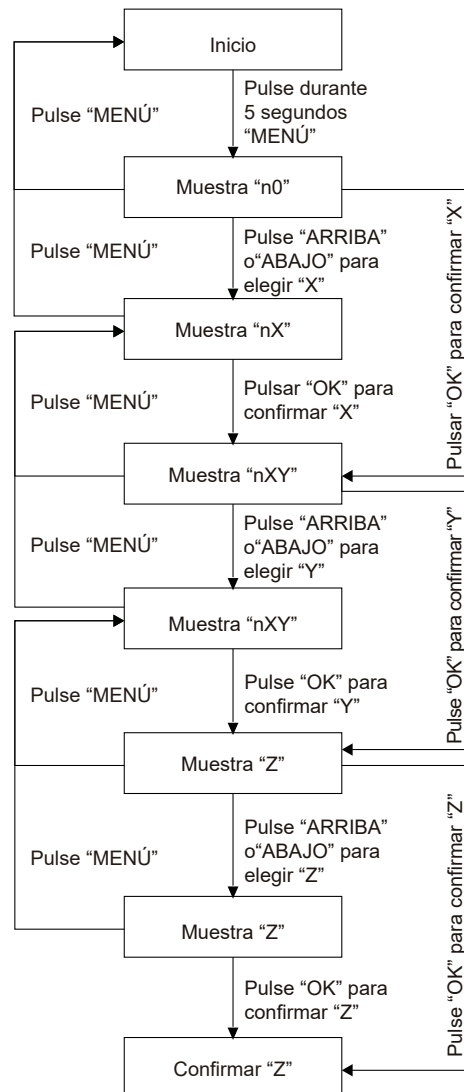 Inicio
Pulse “MENÚ”
Pulse durante
5 segundos
“MENÚ”
Muestra “n0”
Pulse “MENÚ”
Pulse “ARRIBA”
o“ABAJO” para
elegir “X”
Pulsar “OK” para confirmar “X”
Muestra “nX”
Pulse “MENÚ”
Pulsar “OK” para
confirmar “X”
Muestra “nXY”
Pulse “MENÚ”
Pulse “ARRIBA”
o“ABAJO” para
elegir “Y”
Pulse “OK” para confirmar “Y”
Muestra “nXY”
Pulse “MENÚ”
Pulse “OK” para
confirmar “Y”
Muestra “Z”
Pulse “MENÚ”
Pulse “ARRIBA”
o“ABAJO” para
elegir “Z”
Pulse “OK” para confirmar “Z”
Muestra “Z”
Pulse “OK” para
confirmar “Z”
Confirmar “Z”